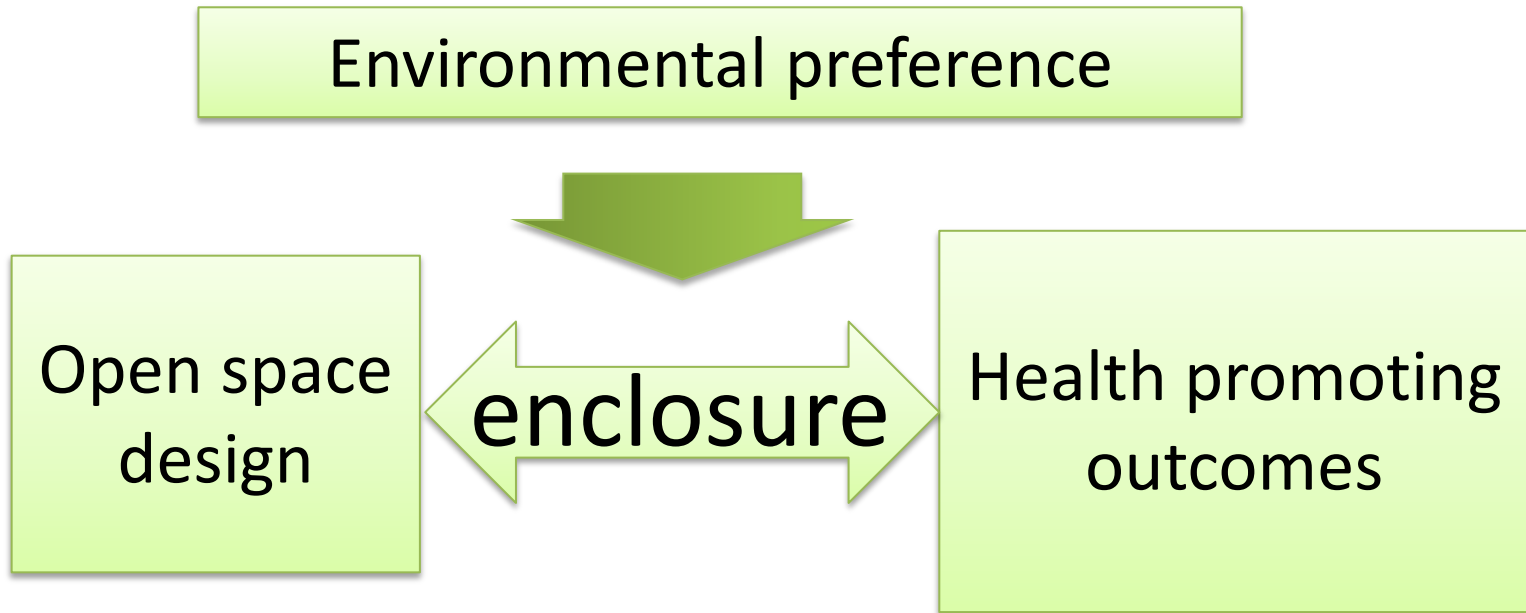 Environmental preference
Open space
design
enclosure
Health promoting
outcomes